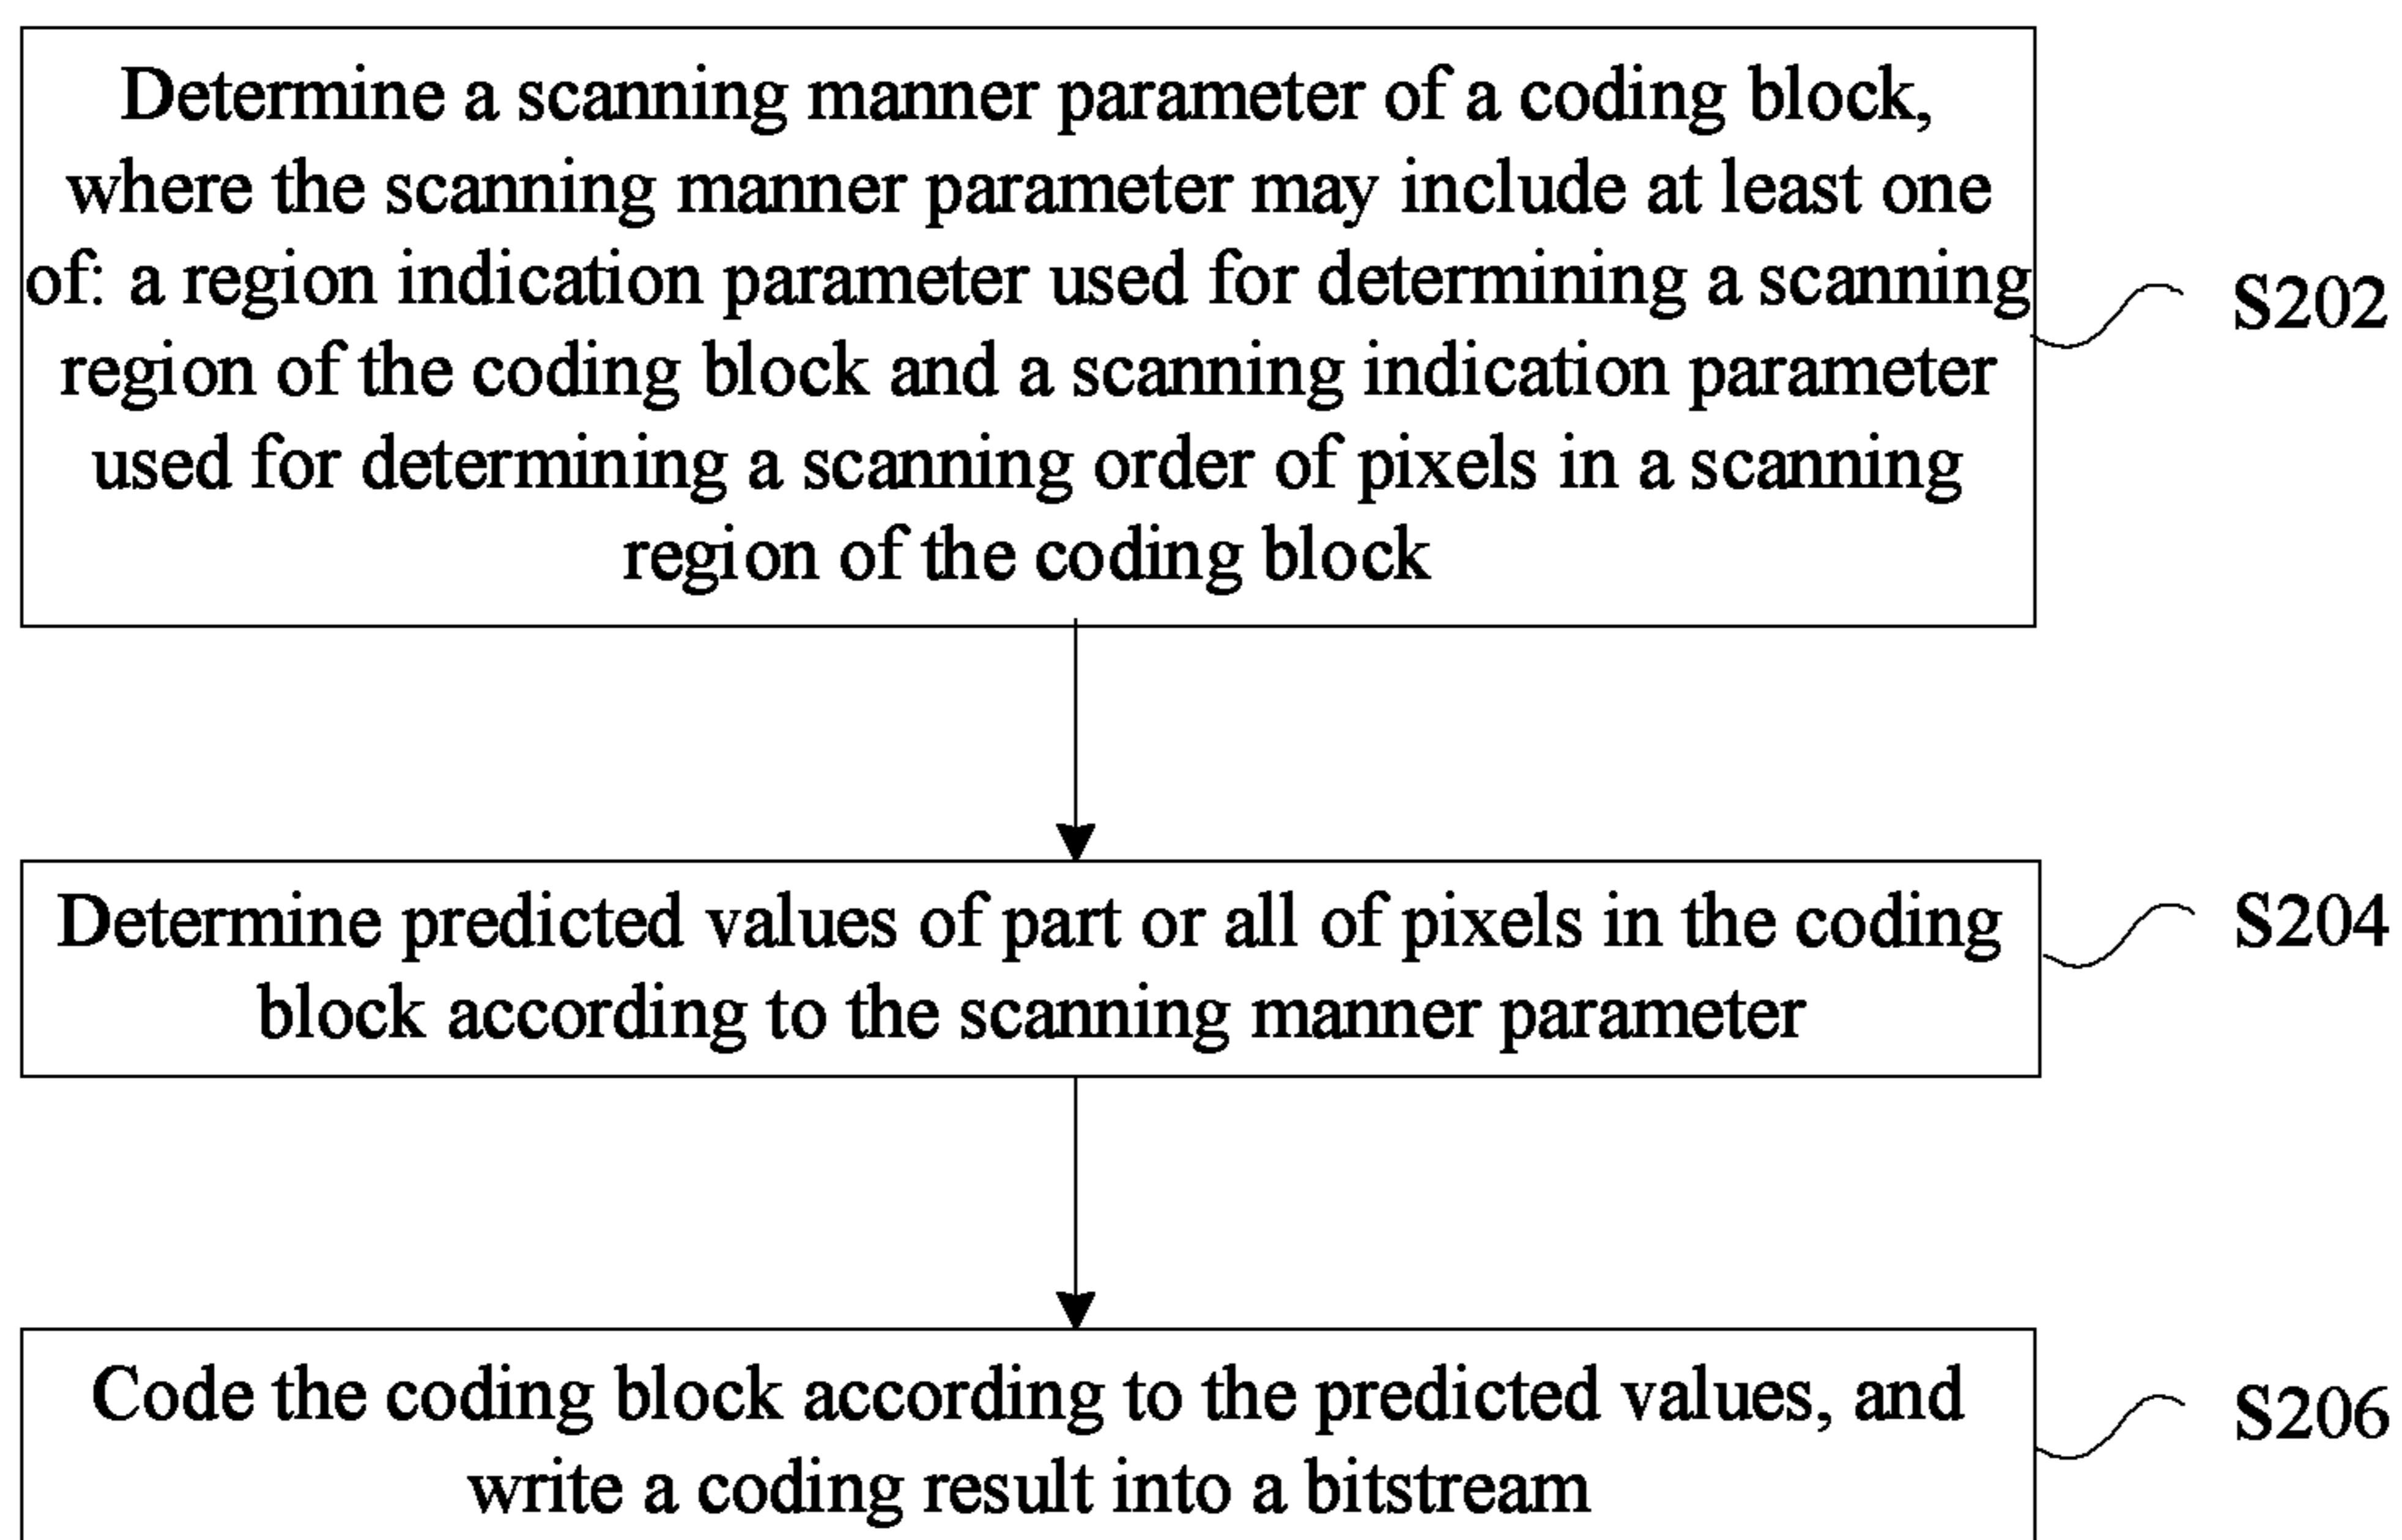 Determine a scanning manner parameter of a coding block,
where the scanning manner parameter may include at least one
of: a region indication parameter used for determining a scanning
region of the coding block and a scanning indication parameter
used for determining a scanning order of pixels in a scanning
region of the coding block
S202
Determine predicted values of part or all of pixels in the coding
block according to the scanning manner parameter
S204
Code the coding block according to the predicted values, and
write a coding result into a bitstream
S206